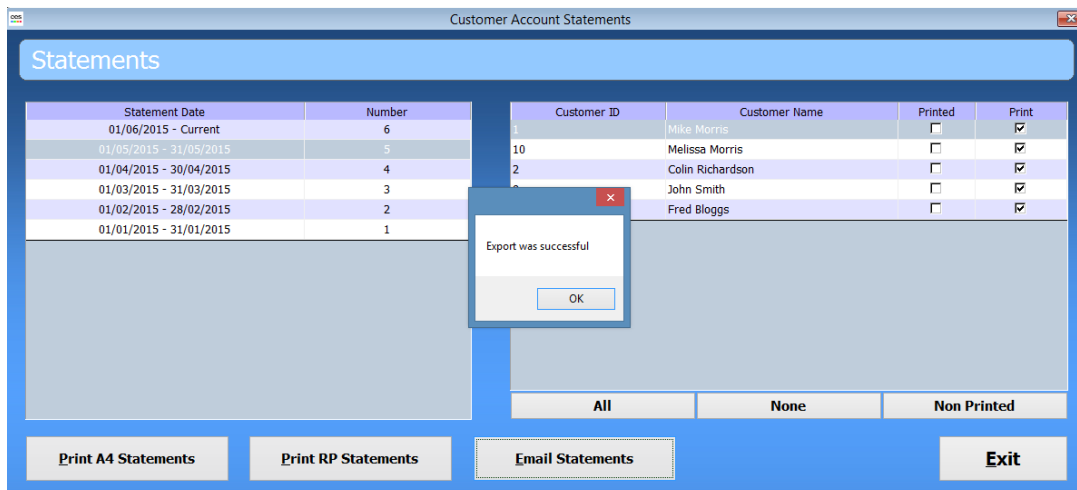 oes
Customer Account Statements
Statements
Statement Date Number
01/06/2015 - Current 6
01/05/2015 - 31/05/2015 5
01/04/2015 - 30/04/2015 4
01/03/2015 - 31/03/2015 3
01/02/2015 - 28/02/2015 2
01/01/2015 - 31/01/2015 1
Customer ID Customer Name Printed Print
1 Mike Morris
10 Melissa Morris
2 Colin Richardson
John Smith
Fred Bloggs
Export was successful
OK
All None Non Printed
Print A4 Statements Print RP Statements Email Statements Exit